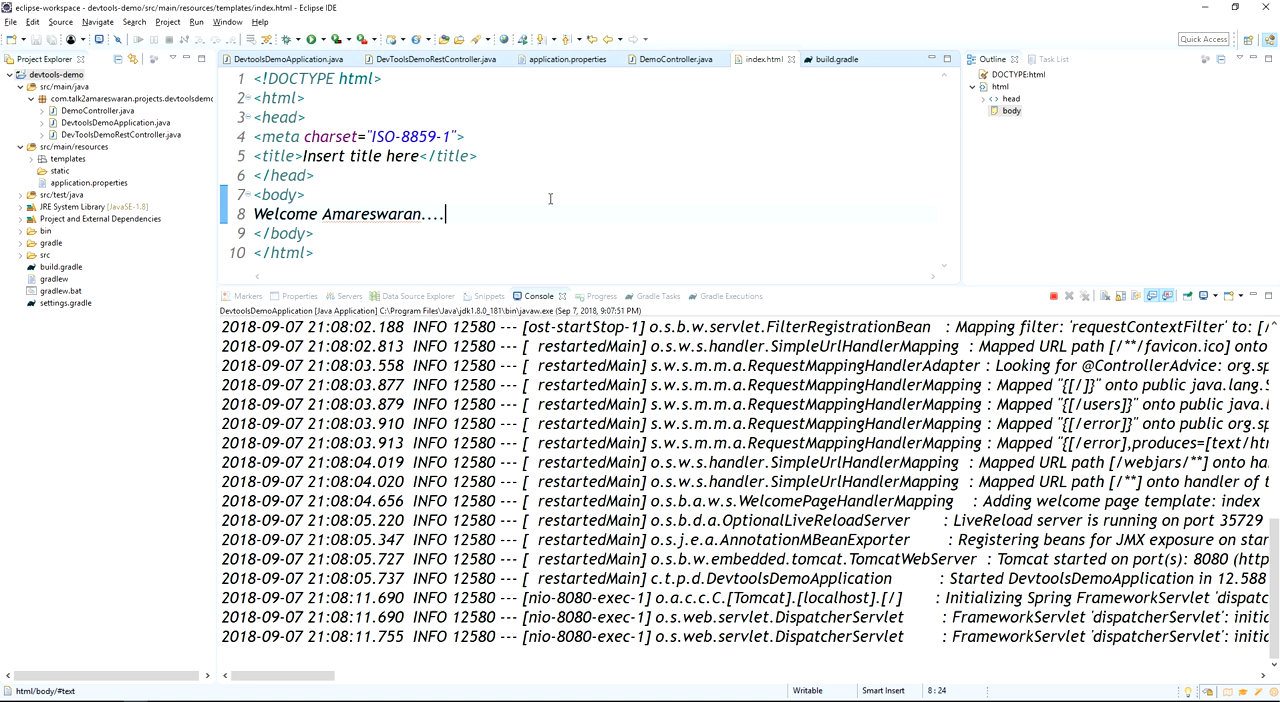 eclipse-workspace - devtools-demo/src/main/resources/templates/index.html - Eclipse IDE
File Edit Source Navigate Search Project Run Window Help
Quick Access
Project Explorer
devtools-demo
src/main/java
com.talk2amareswaran.projects.devtoolsdemo
DemoController.java
DevtoolsDemoApplication.java
DevToolsDemoRestController.java
src/main/resources
templates
static
application.properties
src/test/java
JRE System Library [JavaSE-1.8]
Project and External Dependencies
bin
gradle
src
build.gradle
gradlew
gradlew.bat
settings.gradle
DevtoolsDemoApplication.java DevToolsDemoRestController.java application.properties DemoController.java index.html build.gradle
1 <!DOCTYPE html>
2 <html>
3 <head>
4 <meta charset="ISO-8859-1">
5 <title>Insert title here</title>
6 </head>
7 <body>
8 Welcome Amareswaran....
9 </body>
10 </html>
Outline Task List
DOCTYPE:html
html
head
body
Markers Properties Servers Data Source Explorer Snippets Console Progress Gradle Tasks Gradle Executions
DevtoolsDemoApplication [Java Application] C:\Program Files\Java\jdk1.8.0_181\bin\javaw.exe (Sep 7, 2018, 9:07:51 PM)
2018-09-07 21:08:02.188 INFO 12580 --- [ost-startStop-1] o.s.b.w.servlet.FilterRegistrationBean : Mapping filter: 'requestContextFilter' to: [/
2018-09-07 21:08:02.813 INFO 12580 --- [ restartedMain] o.s.w.s.handler.SimpleUrlHandlerMapping : Mapped URL path [/**/favicon.ico] onto
2018-09-07 21:08:03.558 INFO 12580 --- [ restartedMain] s.w.s.m.m.a.RequestMappingHandlerAdapter : Looking for @ControllerAdvice: org.sp
2018-09-07 21:08:03.877 INFO 12580 --- [ restartedMain] s.w.s.m.m.a.RequestMappingHandlerMapping : Mapped "{[/]}" onto public java.lang.S
2018-09-07 21:08:03.879 INFO 12580 --- [ restartedMain] s.w.s.m.m.a.RequestMappingHandlerMapping : Mapped "{[/users]}" onto public java.l
2018-09-07 21:08:03.910 INFO 12580 --- [ restartedMain] s.w.s.m.m.a.RequestMappingHandlerMapping : Mapped "{[/error]}" onto public org.sp
2018-09-07 21:08:03.913 INFO 12580 --- [ restartedMain] s.w.s.m.m.a.RequestMappingHandlerMapping : Mapped "{[/error],produces=[text/htr
2018-09-07 21:08:04.019 INFO 12580 --- [ restartedMain] o.s.w.s.handler.SimpleUrlHandlerMapping : Mapped URL path [/webjars/**] onto ha
2018-09-07 21:08:04.020 INFO 12580 --- [ restartedMain] o.s.w.s.handler.SimpleUrlHandlerMapping : Mapped URL path [/**] onto handler of t
2018-09-07 21:08:04.656 INFO 12580 --- [ restartedMain] o.s.b.a.w.s.WelcomePageHandlerMapping : Adding welcome page template: index
2018-09-07 21:08:05.220 INFO 12580 --- [ restartedMain] o.s.b.d.a.OptionalLiveReloadServer : LiveReload server is running on port 35729
2018-09-07 21:08:05.347 INFO 12580 --- [ restartedMain] o.s.j.e.a.AnnotationMBeanExporter : Registering beans for JMX exposure on star
2018-09-07 21:08:05.727 INFO 12580 --- [ restartedMain] o.s.b.w.embedded.tomcat.TomcatWebServer : Tomcat started on port(s): 8080 (http
2018-09-07 21:08:05.737 INFO 12580 --- [ restartedMain] c.t.p.d.DevtoolsDemoApplication : Started DevtoolsDemoApplication in 12.588
2018-09-07 21:08:11.690 INFO 12580 --- [nio-8080-exec-1] o.a.c.c.C.[Tomcat].[localhost].[/] : Initializing Spring FrameworkServlet 'dispatc
2018-09-07 21:08:11.690 INFO 12580 --- [nio-8080-exec-1] o.s.web.servlet.DispatcherServlet : FrameworkServlet 'dispatcherServlet': initia
2018-09-07 21:08:11.755 INFO 12580 --- [nio-8080-exec-1] o.s.web.servlet.DispatcherServlet : FrameworkServlet 'dispatcherServlet': initia
html/body/#text Writable Smart Insert 8 : 24